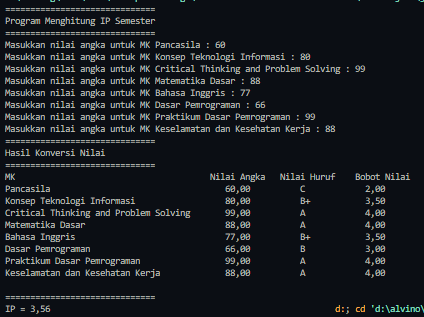 ==============================
Program Menghitung IP Semester
==============================
Masukkan nilai angka untuk MK Pancasila : 60
Masukkan nilai angka untuk MK Konsep Teknologi Informasi : 80
Masukkan nilai angka untuk MK Critical Thinking and Problem Solving : 99
Masukkan nilai angka untuk MK Matematika Dasar : 88
Masukkan nilai angka untuk MK Bahasa Inggris : 77
Masukkan nilai angka untuk MK Dasar Pemrograman : 66
Masukkan nilai angka untuk MK Praktikum Dasar Pemrograman : 99
Masukkan nilai angka untuk MK Keselamatan dan Kesehatan Kerja : 88
==============================
Hasil Konversi Nilai
==============================
MK Nilai Angka Nilai Huruf Bobot Nilai
Pancasila 60,00 C 2,00
Konsep Teknologi Informasi 80,00 B+ 3,50
Critical Thinking and Problem Solving 99,00 A 4,00
Matematika Dasar 88,00 A 4,00
Bahasa Inggris 77,00 B+ 3,50
Dasar Pemrograman 66,00 B 3,00
Praktikum Dasar Pemrograman 99,00 A 4,00
Keselamatan dan Kesehatan Kerja 88,00 A 4,00
==============================
IP = 3,56 d:; cd 'd:\alvino\